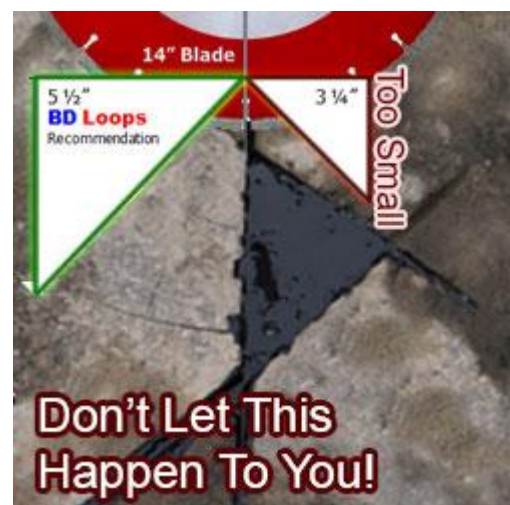 14" Blade
5 ½"
BD Loops
Recommendation
3 ¼"
Too Small
Don't Let This
Happen To You!